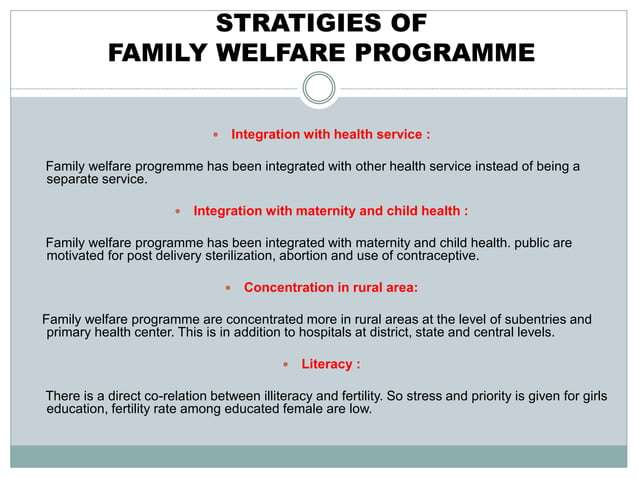 STRATIGIES OF
FAMILY WELFARE PROGRAMME
• Integration with health service :
Family welfare progremme has been integrated with other health service instead of being a
separate service.
• Integration with maternity and child health :
Family welfare programme has been integrated with maternity and child health. public are
motivated for post delivery sterilization, abortion and use of contraceptive.
• Concentration in rural area:
Family welfare programme are concentrated more in rural areas at the level of subentries and
primary health center. This is in addition to hospitals at district, state and central levels.
• Literacy :
There is a direct co-relation between illiteracy and fertility. So stress and priority is given for girls
education, fertility rate among educated female are low.